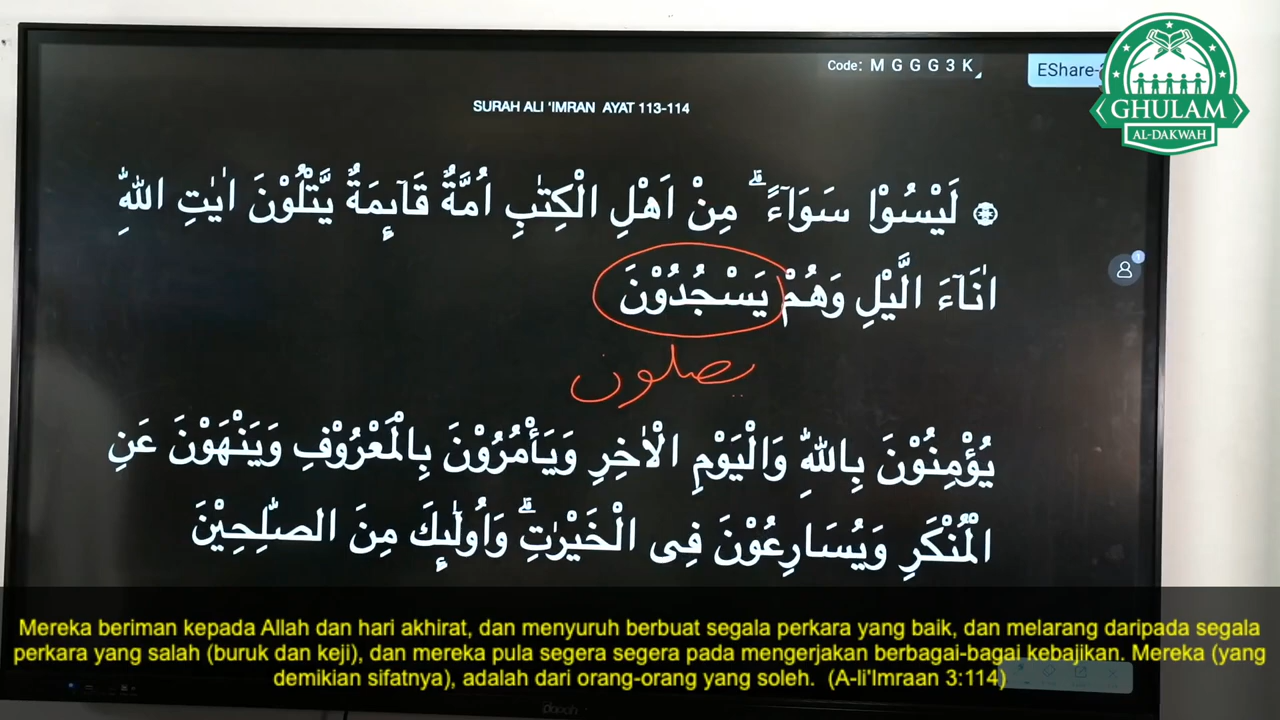 Code: M G G G 3 K
EShare-
GHULAM
AL-DAKWAH
SURAH ALI 'IMRAN AYAT 113-114
۞ لَيْسُوْا سَوَاۤءً ۗ مِنْ اَهْلِ الْكِتٰبِ اُمَّةٌ قَاۤىِٕمَةٌ يَّتْلُوْنَ اٰيٰتِ اللّٰهِ
اٰنَاۤءَ الَّيْلِ وَهُمْ يَسْجُدُوْنَ
يصلون
يُؤْمِنُوْنَ بِاللّٰهِ وَالْيَوْمِ الْاٰخِرِ وَيَأْمُرُوْنَ بِالْمَعْرُوْفِ وَيَنْهَوْنَ عَنِ
الْمُنْكَرِ وَيُسَارِعُوْنَ فِى الْخَيْرٰتِۗ وَاُولٰۤىِٕكَ مِنَ الصّٰلِحِيْنَ
Mereka beriman kepada Allah dan hari akhirat, dan menyuruh berbuat segala perkara yang baik, dan melarang daripada segala
perkara yang salah (buruk dan keji), dan mereka pula segera segera pada mengerjakan berbagai-bagai kebajikan. Mereka (yang
demikian sifatnya), adalah dari orang-orang yang soleh. (A-li'Imraan 3:114)